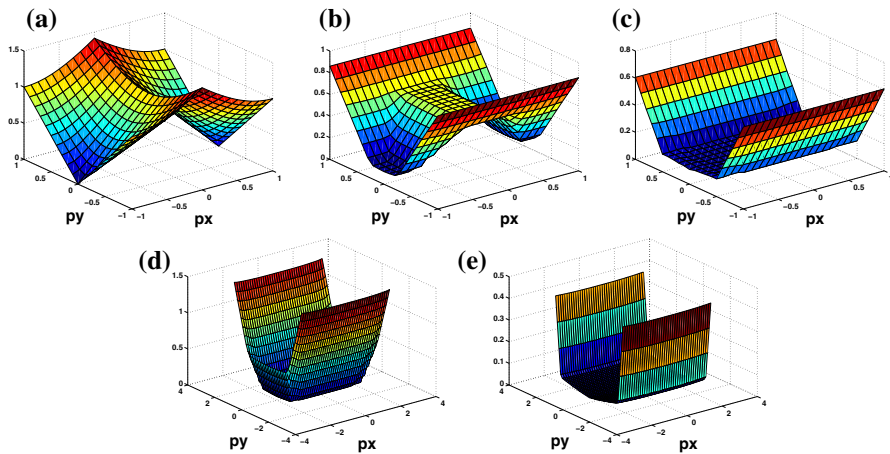 (a) (b) (c)
1.5 1 0.8
1 0.8 0.6
0.6 0.4
0.5 0.4 0.2
0.2
0 0 0
1 0.5 0 −0.5 −1 1 0.5 0 −0.5 −1 1 0.5 0 −0.5 −1
−1 −0.5 0 0.5 1 −1 −0.5 0 0.5 1 −1 −0.5 0 0.5 1
py px py px py px
(d) (e)
1.5 0.5
1 0.4
0.3
0.5 0.2
0.1
0 0
4 2 0 −2 −4 4 2 0 −2 −4
−4 −2 0 2 4 −4 −2 0 2 4
py px py px